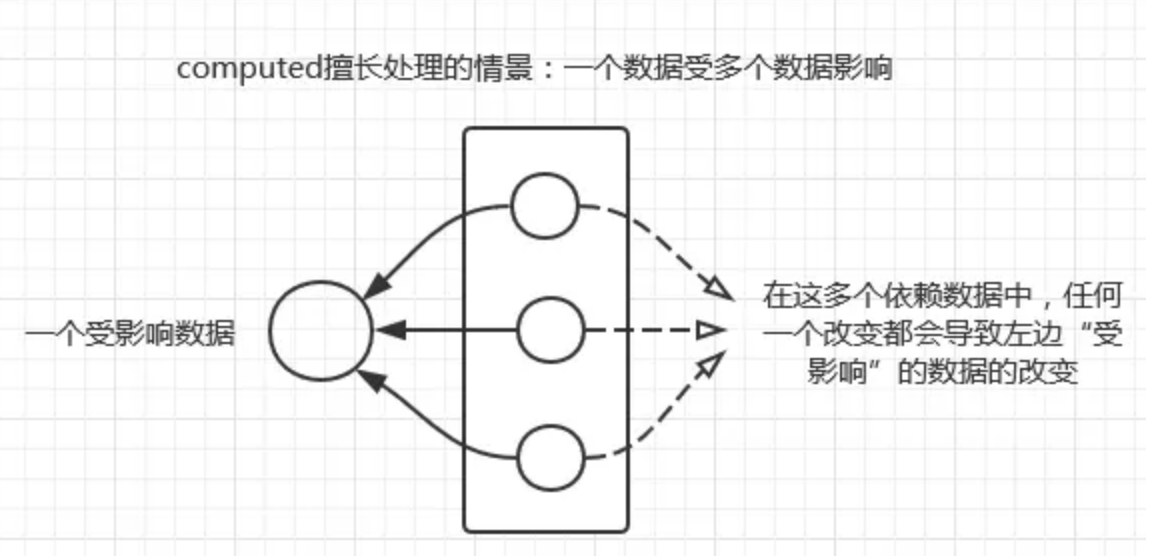 computed擅长处理的情景：一个数据受多个数据影响
一个受影响数据
在这多个依赖数据中，任何
一个改变都会导致左边“受
影响”的数据的改变